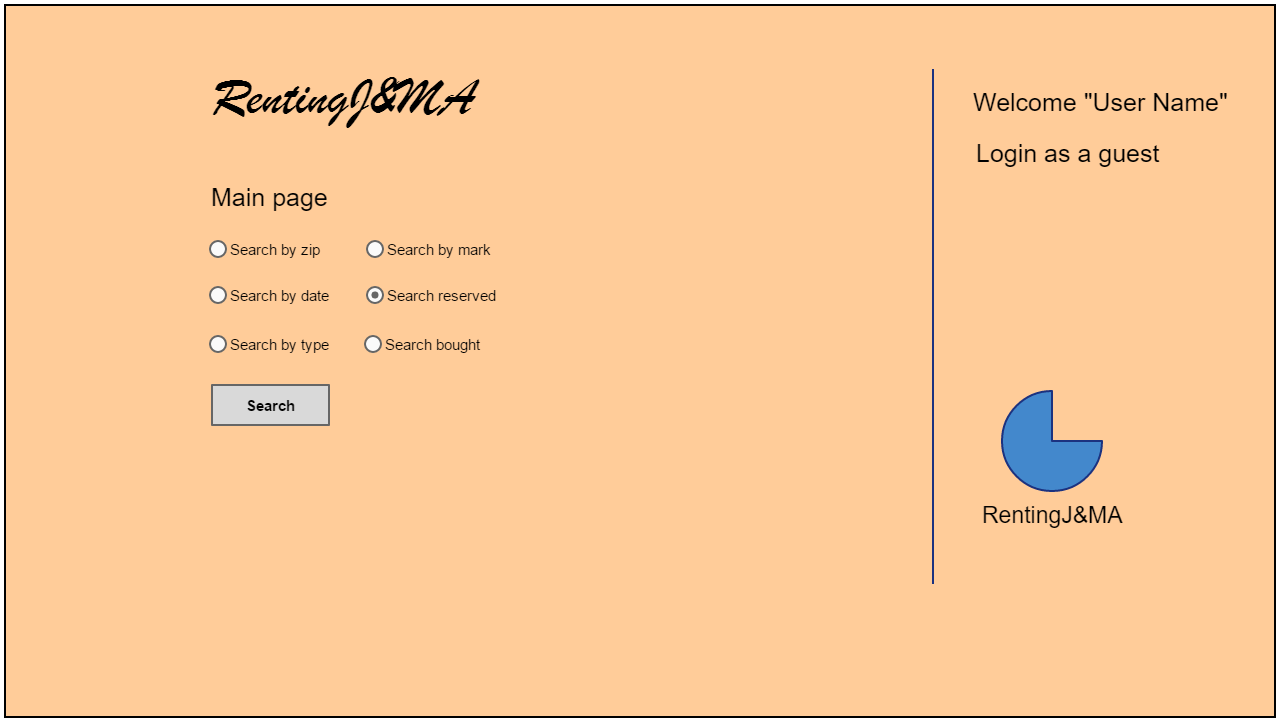 RentingJ&MA
Main page
Search by zip
Search by mark
Search by date
Search reserved
Search by type
Search bought
Search
Welcome "User Name"
Login as a guest
RentingJ&MA